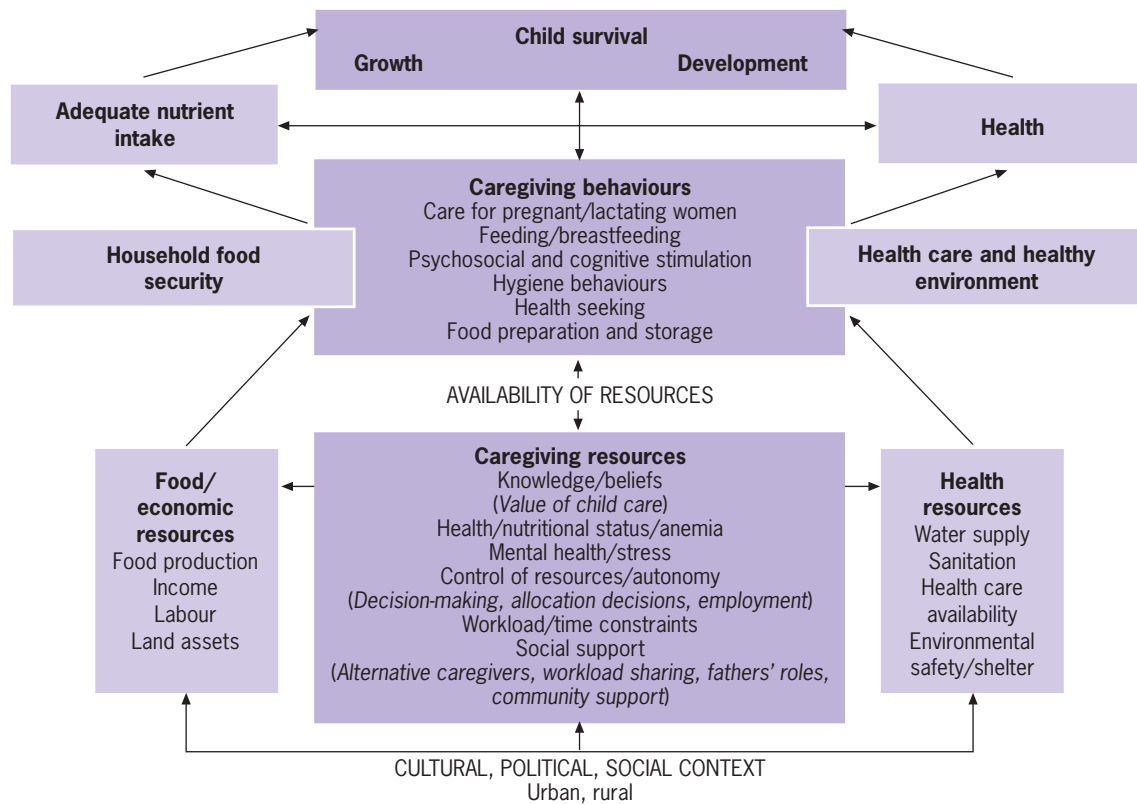 Child survival
Growth Development
Adequate nutrient
intake
Health
Caregiving behaviours
Care for pregnant/lactating women
Feeding/breastfeeding
Psychosocial and cognitive stimulation
Hygiene behaviours
Health seeking
Food preparation and storage
Household food
security
Health care and healthy
environment
AVAILABILITY OF RESOURCES
Food/
economic
resources
Food production
Income
Labour
Land assets
Caregiving resources
Knowledge/beliefs
(Value of child care)
Health/nutritional status/anemia
Mental health/stress
Control of resources/autonomy
(Decision-making, allocation decisions, employment)
Workload/time constraints
Social support
(Alternative caregivers, workload sharing, fathers' roles,
community support)
Health
resources
Water supply
Sanitation
Health care
availability
Environmental
safety/shelter
CULTURAL, POLITICAL, SOCIAL CONTEXT
Urban, rural